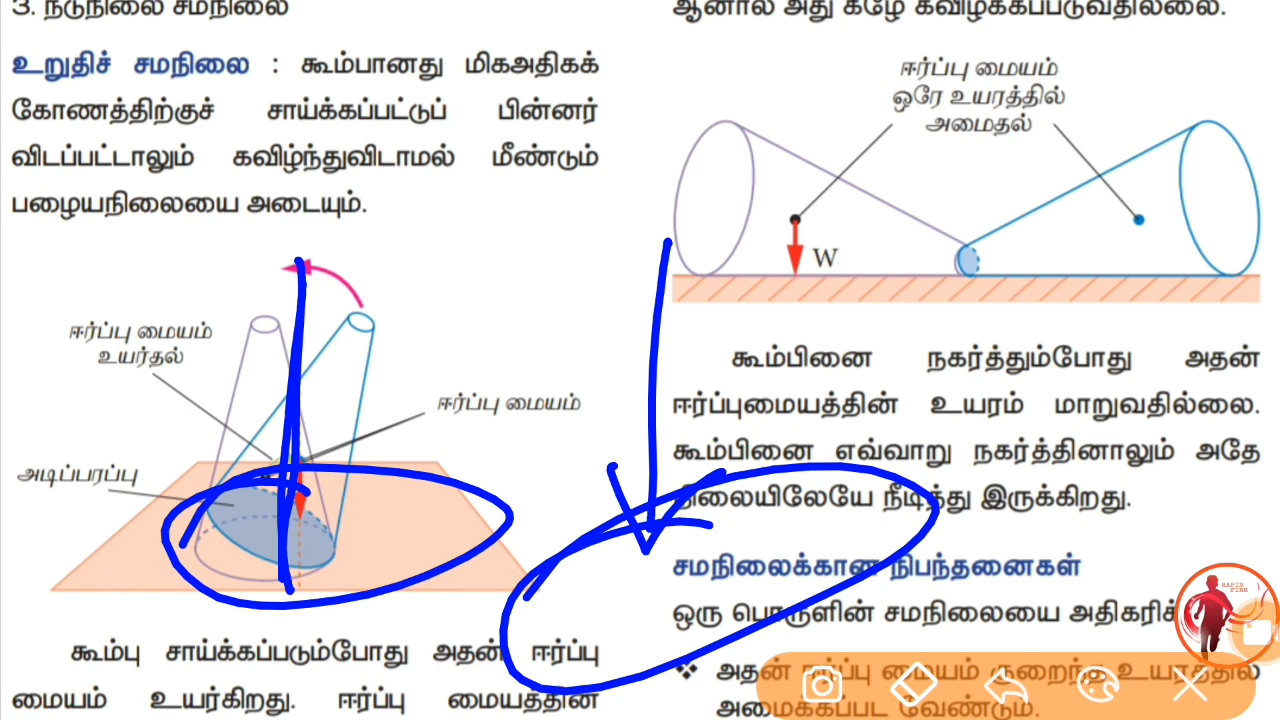 3. நடுநிலை சமநிலை
உறுதிச் சமநிலை : கூம்பானது மிகஅதிகக்
கோணத்திற்குச் சாய்க்கப்பட்டுப் பின்னர்
விடப்பட்டாலும் கவிழ்ந்துவிடாமல் மீண்டும்
பழையநிலையை அடையும்.
ஈர்ப்பு மையம்
உயர்தல்
ஈர்ப்பு மையம்
அடிப்பரப்பு
கூம்பு சாய்க்கப்படும்போது அதன் ஈர்ப்பு
மையம் உயர்கிறது. ஈர்ப்பு மையத்தின்
ஆனால் அது கீழே கவிழ்க்கப்படுவதில்லை.
ஈர்ப்பு மையம்
ஒரே உயரத்தில்
அமைதல்
W
கூம்பினை நகர்த்தும்போது அதன்
ஈர்ப்புமையத்தின் உயரம் மாறுவதில்லை.
கூம்பினை எவ்வாறு நகர்த்தினாலும் அதே
நிலையிலேயே நீடித்து இருக்கிறது.
சமநிலைக்கான நிபந்தனைகள்
ஒரு பொருளின் சமநிலையை
❖ அதன் ஈர்ப்பு மையம் குறைந்த உயரத்தில்
அமைக்கப்பட வேண்டும்.
RAPID
FIRE